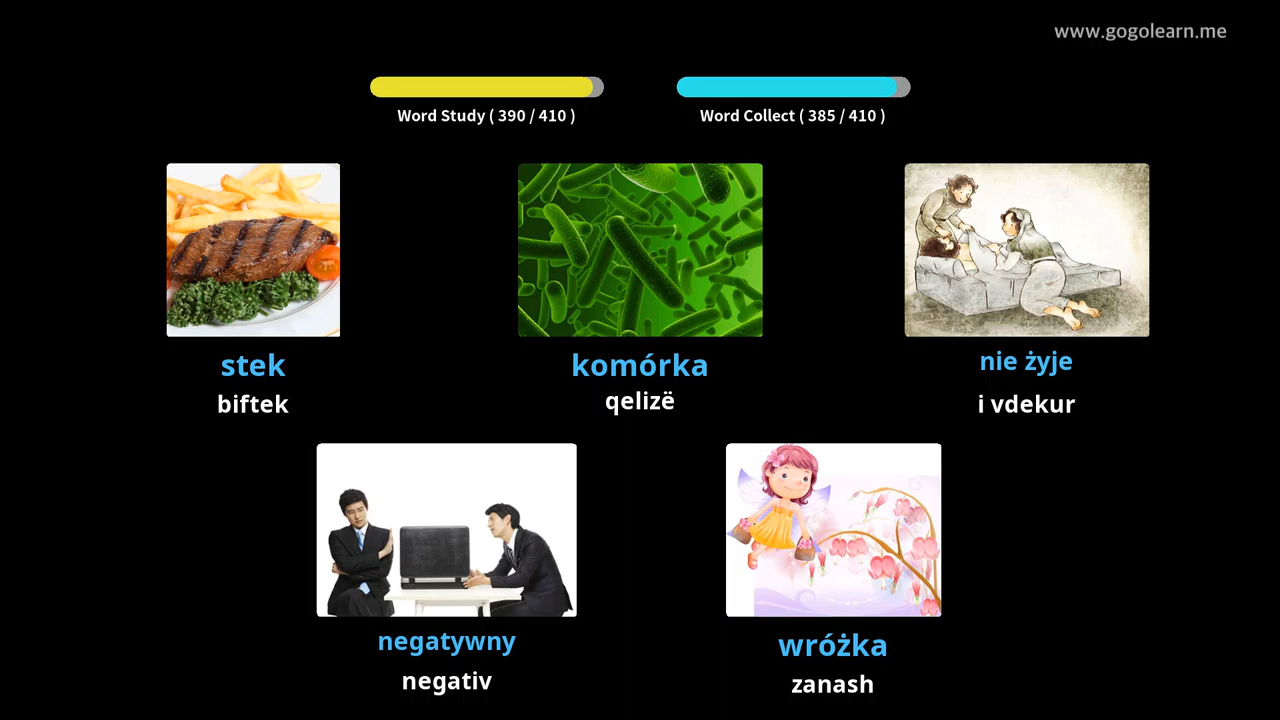 www.gogolearn.me
Word Study ( 390 / 410 )
Word Collect ( 385 / 410 )
stek
biftek
komórka
qelizë
nie żyje
i vdekur
negatywny
negativ
wróżka
zanash